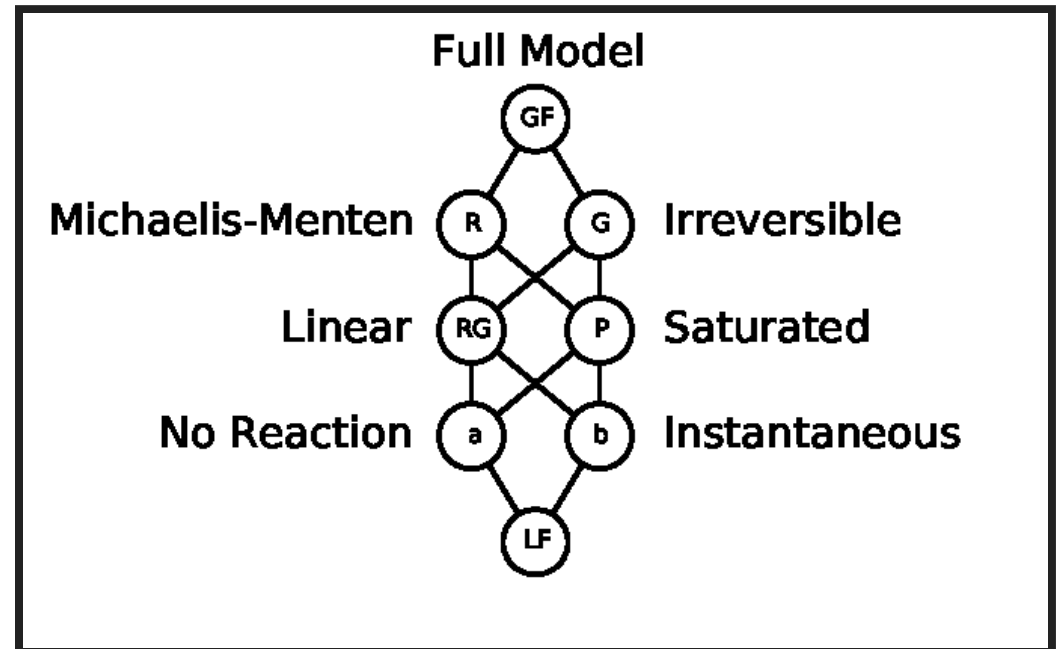 Full Model
GF
Michaelis-Menten R G Irreversible
Linear RG P Saturated
No Reaction a b Instantaneous
LF